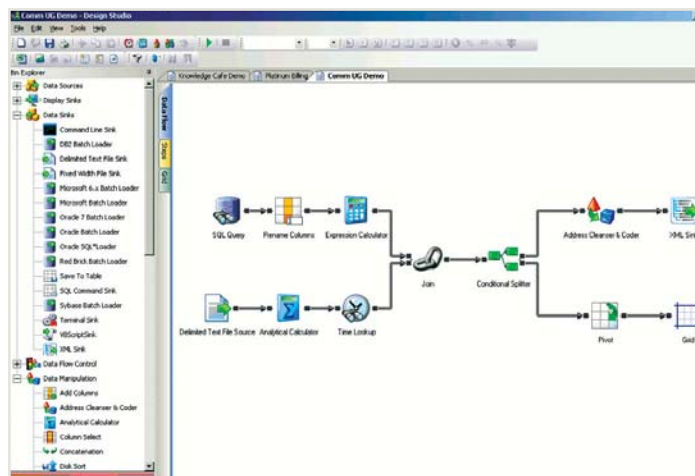 Comm UG Demo - Design Studio
File Edit View Tools Help
Bin Explorer
Knowledge Cafe Demo Platinum Billing Comm UG Demo
Data Sources
Display Sinks
Data Sinks
Command Line Sink
DB2 Batch Loader
Delimited Text File Sink
Fixed Width File Sink
Microsoft 6.x Batch Loader
Microsoft Batch Loader
Oracle 7 Batch Loader
Oracle Batch Loader
Oracle SQL*Loader
Red Brick Batch Loader
Save To Table
SQL Command Sink
Sybase Batch Loader
Terminal Sink
VBScriptSink
XML Sink
Data Flow Control
Data Manipulation
Add Columns
Address Cleanser & Coder
Analytical Calculator
Column Select
Concatenation
Disk Sort
Data Flow
Steps
Grid
SQL Query Rename Columns Expression Calculator
Address Cleanser & Coder XML Sink
Join Conditional Splitter
Delimited Text File Source Analytical Calculator Time Lookup
Pivot Grid